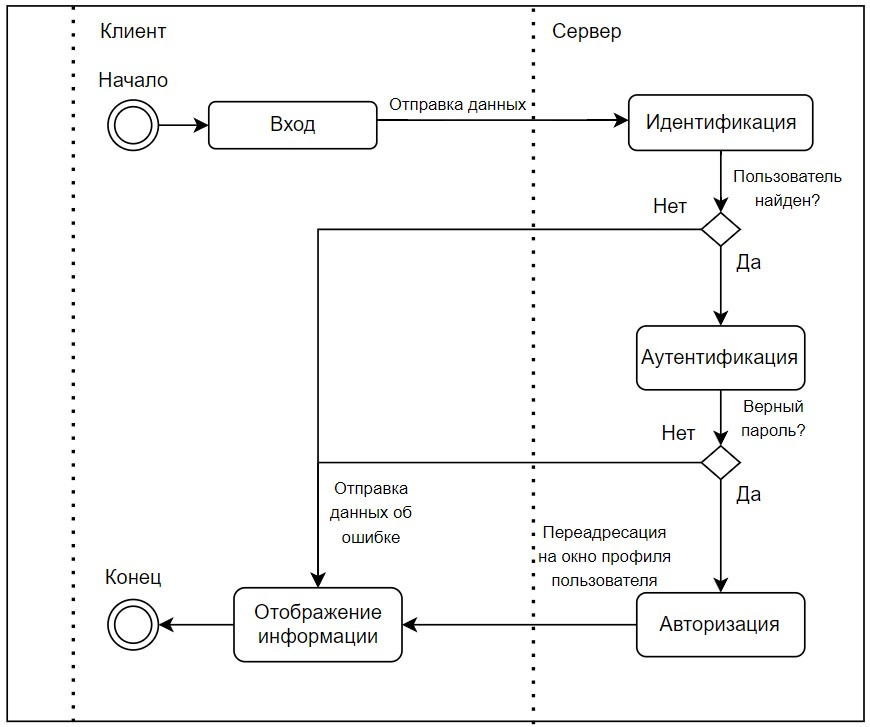 Клиент
Сервер
Начало
Вход
Отправка данных
Идентификация
Пользователь
найден?
Нет
Да
Аутентификация
Верный
пароль?
Нет
Да
Отправка
данных об
ошибке
Переадресация
на окно профиля
пользователя
Конец
Отображение
информации
Авторизация